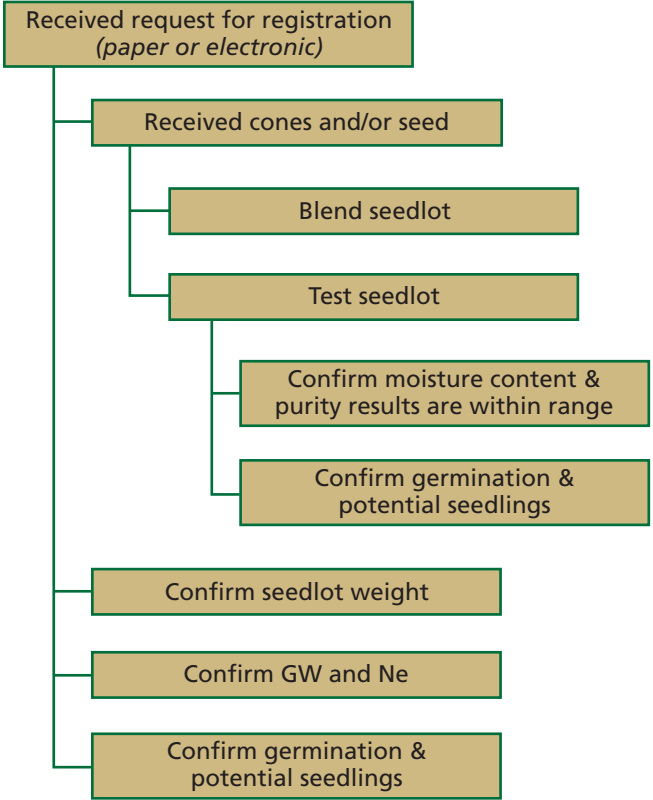 Received request for registration
(paper or electronic)
Received cones and/or seed
Blend seedlot
Test seedlot
Confirm moisture content &
purity results are within range
Confirm germination &
potential seedlings
Confirm seedlot weight
Confirm GW and Ne
Confirm germination &
potential seedlings